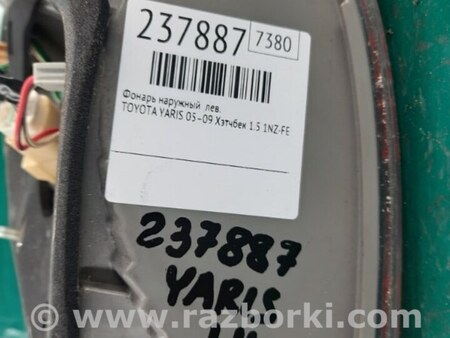 237887 7380
Фонарь наружный лев.
TOYOTA YARIS 05-09 Хэтчбек 1.5 1NZ-FE
237887
YARIS
www.razborki.com